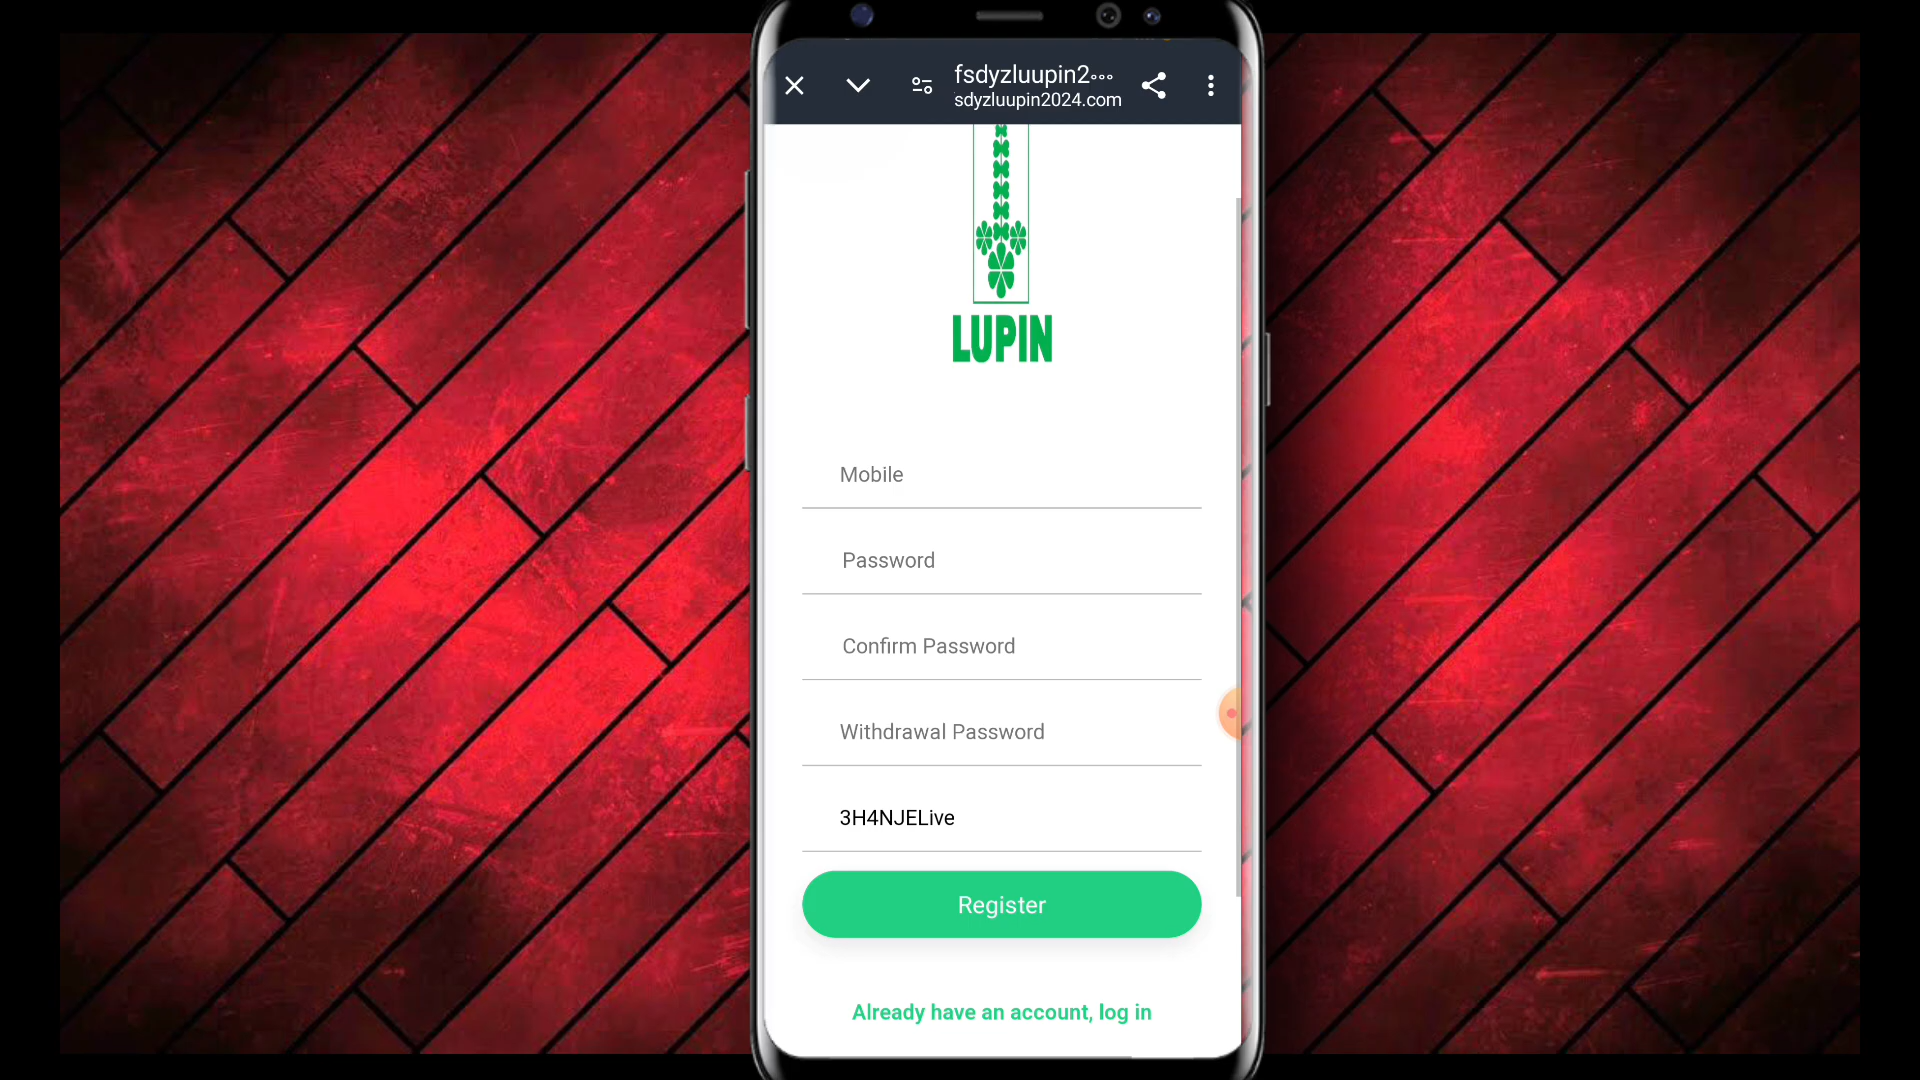 fsdyzluupin2...
sdyzluupin2024.com
LUPIN
Mobile
Password
Confirm Password
Withdrawal Password
3H4NJELive
Register
Already have an account, log in